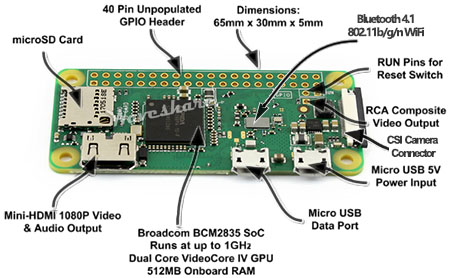 40 Pin Unpopulated
GPIO Header
Dimensions:
65mm x 30mm x 5mm
Bluetooth 4.1
802.11b/g/n WiFi
microSD Card
RUN Pins for
Reset Switch
RCA Composite
Video Output
CSI Camera
Connector
Micro USB 5V
Power Input
Waveshare
Mini-HDMI 1080P Video
& Audio Output
Micro USB
Data Port
Broadcom BCM2835 SoC
Runs at up to 1GHz
Dual Core VideoCore IV GPU
512MB Onboard RAM